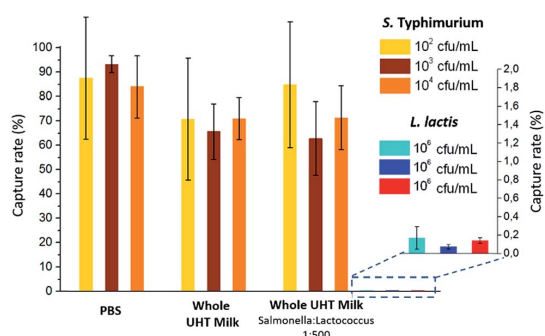 S. Typhimurium
10² cfu/mL
10³ cfu/mL
10⁴ cfu/mL
L. lactis
10⁶ cfu/mL
10⁶ cfu/mL
10⁶ cfu/mL
Capture rate (%)
100
90
80
70
60
50
40
30
20
10
0
Capture rate (%)
2,0
1,8
1,6
1,4
1,2
1,0
0,8
0,6
0,4
0,2
0,0
PBS
Whole
UHT Milk
Whole UHT Milk
Salmonella:Lactococcus
1:500